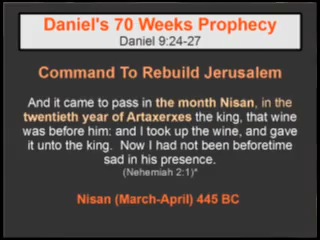 Daniel's 70 Weeks Prophecy
Daniel 9:24-27
Command To Rebuild Jerusalem
And it came to pass in the month Nisan, in the
twentieth year of Artaxerxes the king, that wine
was before him: and I took up the wine, and gave
it unto the king. Now I had not been beforetime
sad in his presence.
(Nehemiah 2:1)*
Nisan (March-April) 445 BC